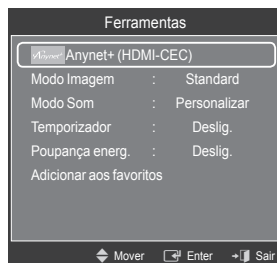 Ferramentas
Anynet+ Anynet+ (HDMI-CEC)
Modo Imagem : Standard
Modo Som : Personalizar
Temporizador : Deslig.
Poupança energ. : Deslig.
Adicionar aos favoritos
Mover Enter Sair